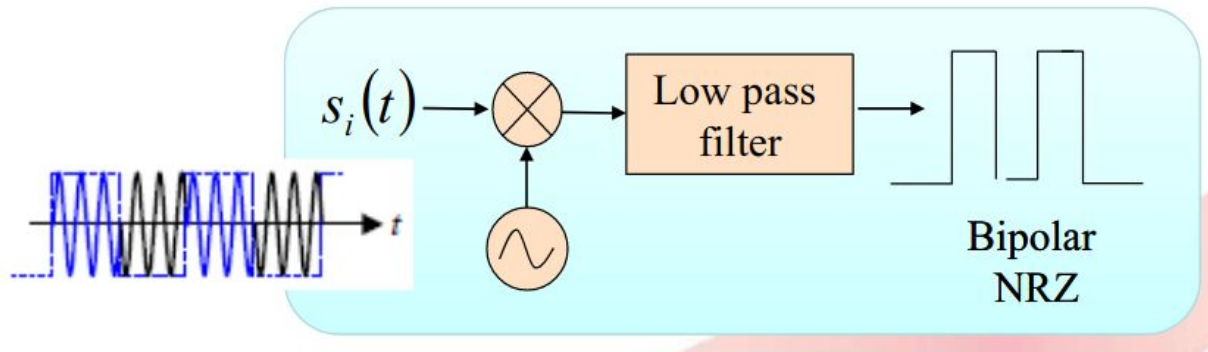 s_i(t)
Low pass
filter
t
Bipolar
NRZ